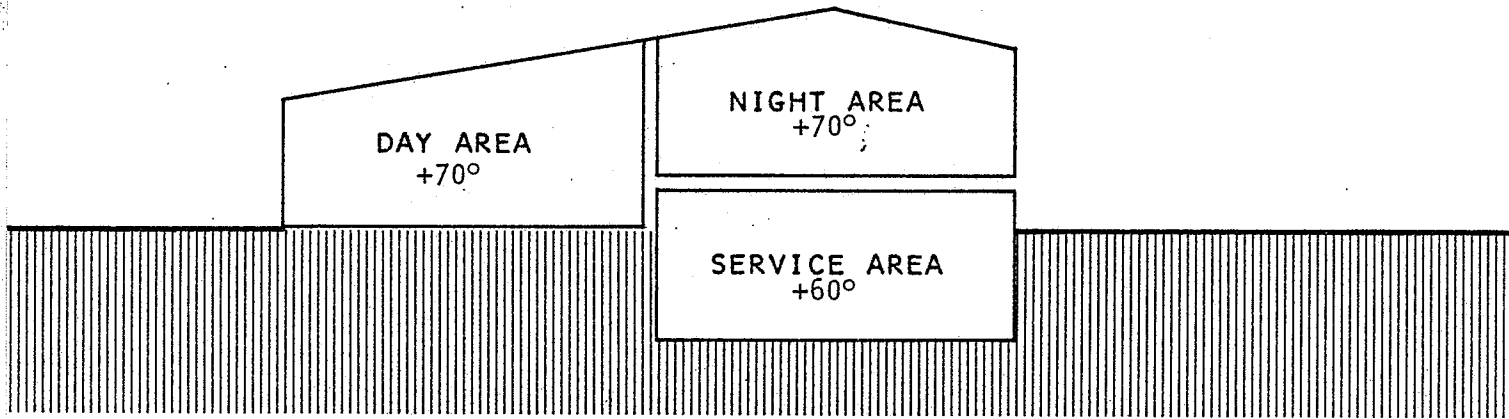 NIGHT AREA
+70°
DAY AREA
+70°
SERVICE AREA
+60°